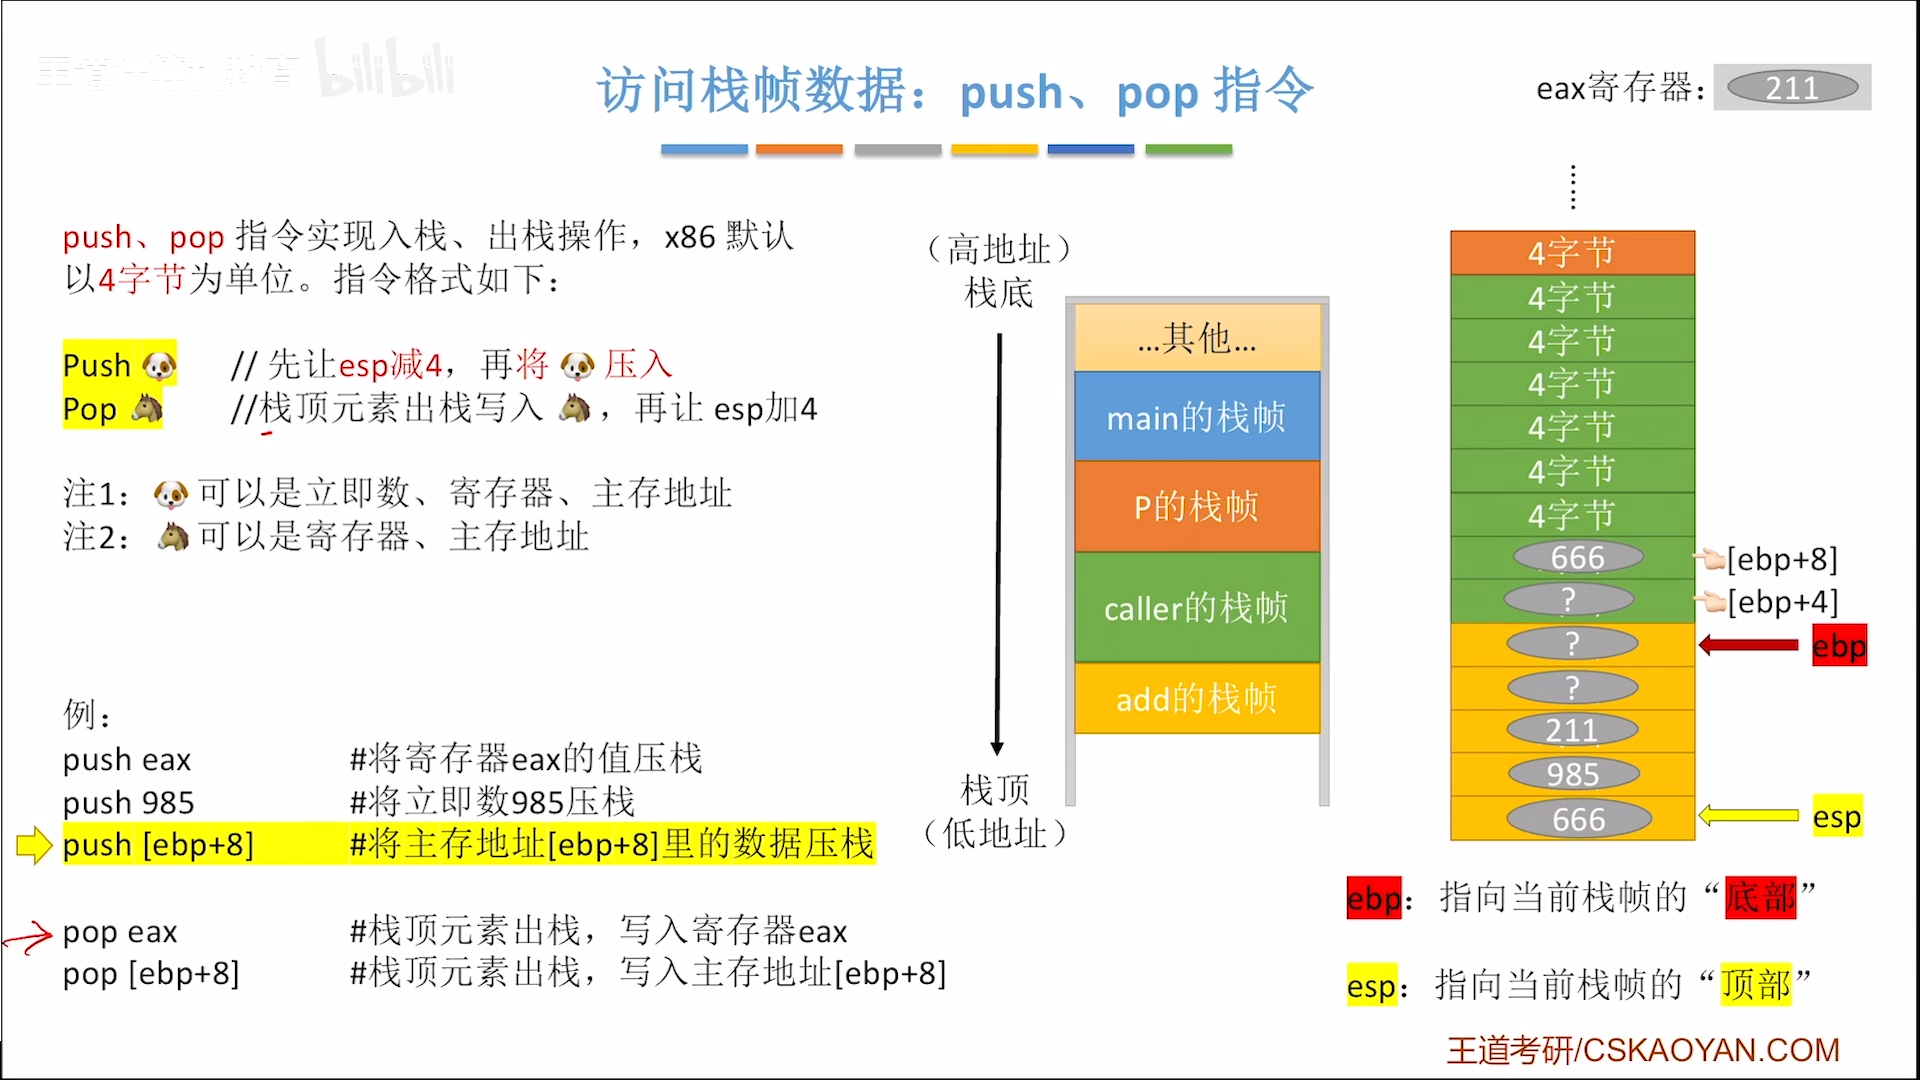 bilibili
访问栈帧数据：push、pop 指令
eax寄存器：
211
push、pop 指令实现入栈、出栈操作，x86 默认
以4字节为单位。指令格式如下：
Push 🐶 // 先让esp减4，再将 🐶 压入
Pop 🐴 //栈顶元素出栈写入 🐴 ，再让 esp加4
注1：🐶 可以是立即数、寄存器、主存地址
注2：🐴 可以是寄存器、主存地址
例：
push eax #将寄存器eax的值压栈
push 985 #将立即数985压栈
push [ebp+8] #将主存地址[ebp+8]里的数据压栈
pop eax #栈顶元素出栈，写入寄存器eax
pop [ebp+8] #栈顶元素出栈，写入主存地址[ebp+8]
（高地址）
栈底
栈顶
（低地址）
...其他...
main的栈帧
P的栈帧
caller的栈帧
add的栈帧
4字节
4字节
4字节
4字节
4字节
4字节
4字节
666 [ebp+8]
? [ebp+4]
? ebp
?
211
985
666 esp
ebp：指向当前栈帧的“底部”
esp：指向当前栈帧的“顶部”
王道考研/CSKAOYAN.COM